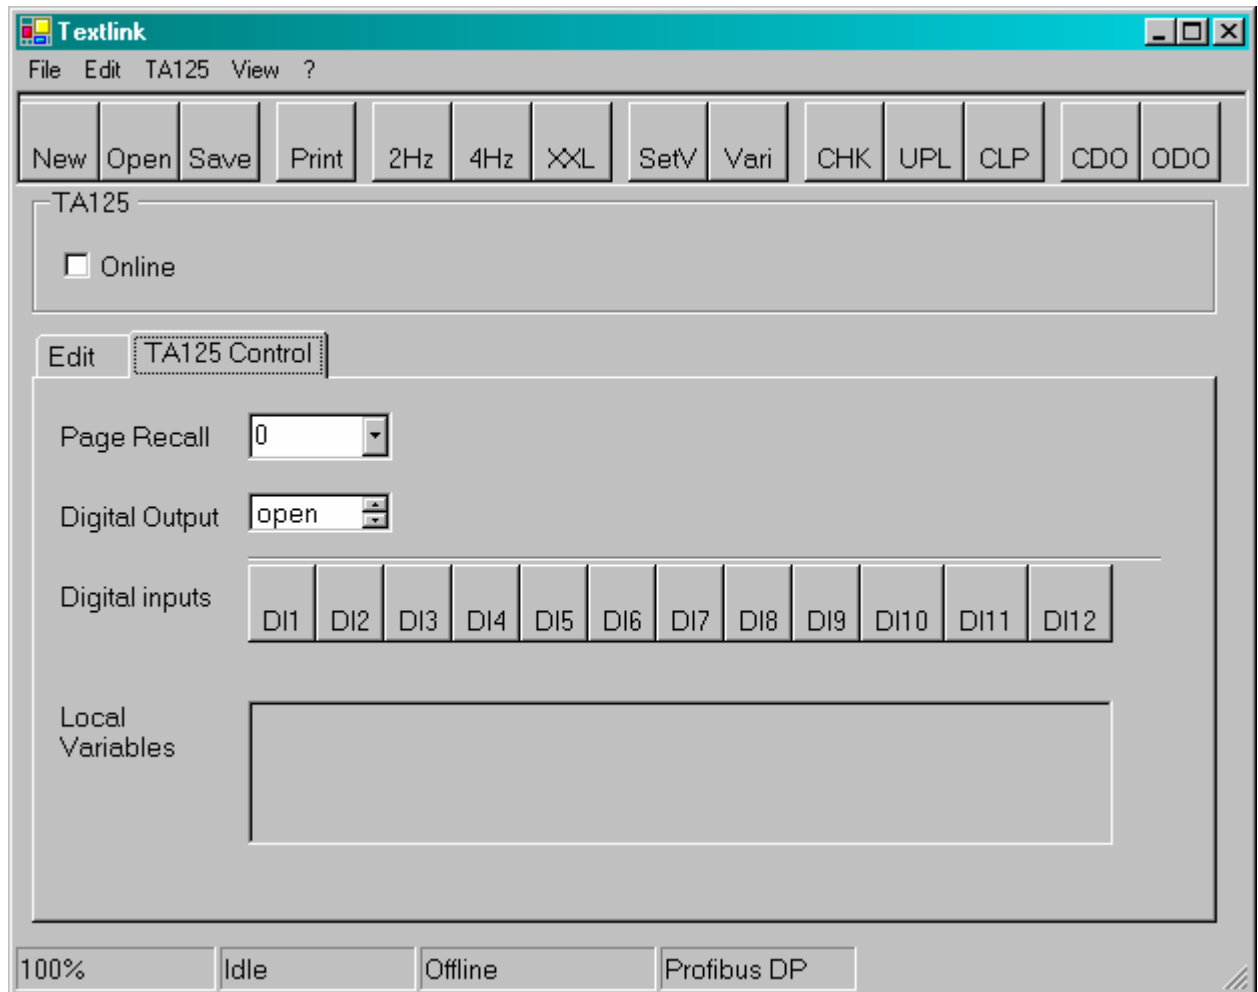 Textlink
File Edit TA125 View ?
New Open Save Print 2Hz 4Hz XXL SetV Vari CHK UPL CLP CDO ODO
TA125
Online
Edit TA125 Control
Page Recall 0
Digital Output open
Digital inputs DI1 DI2 DI3 DI4 DI5 DI6 DI7 DI8 DI9 DI10 DI11 DI12
Local
Variables
100% Idle Offline Profibus DP